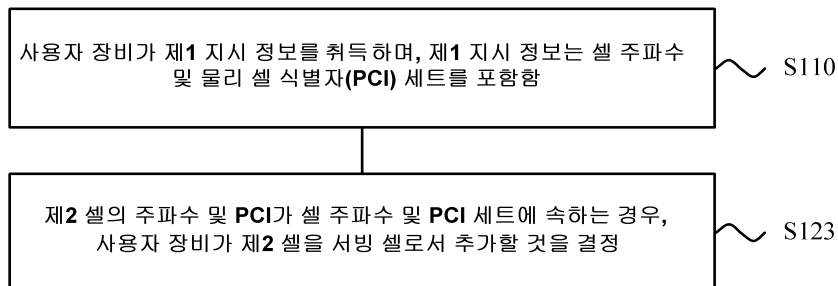 사용자 장비가 제1 지시 정보를 취득하며, 제1 지시 정보는 셀 주파수
및 물리 셀 식별자(PCI) 세트를 포함함
S110
제2 셀의 주파수 및 PCI가 셀 주파수 및 PCI 세트에 속하는 경우,
사용자 장비가 제2 셀을 서빙 셀로서 추가할 것을 결정
S123